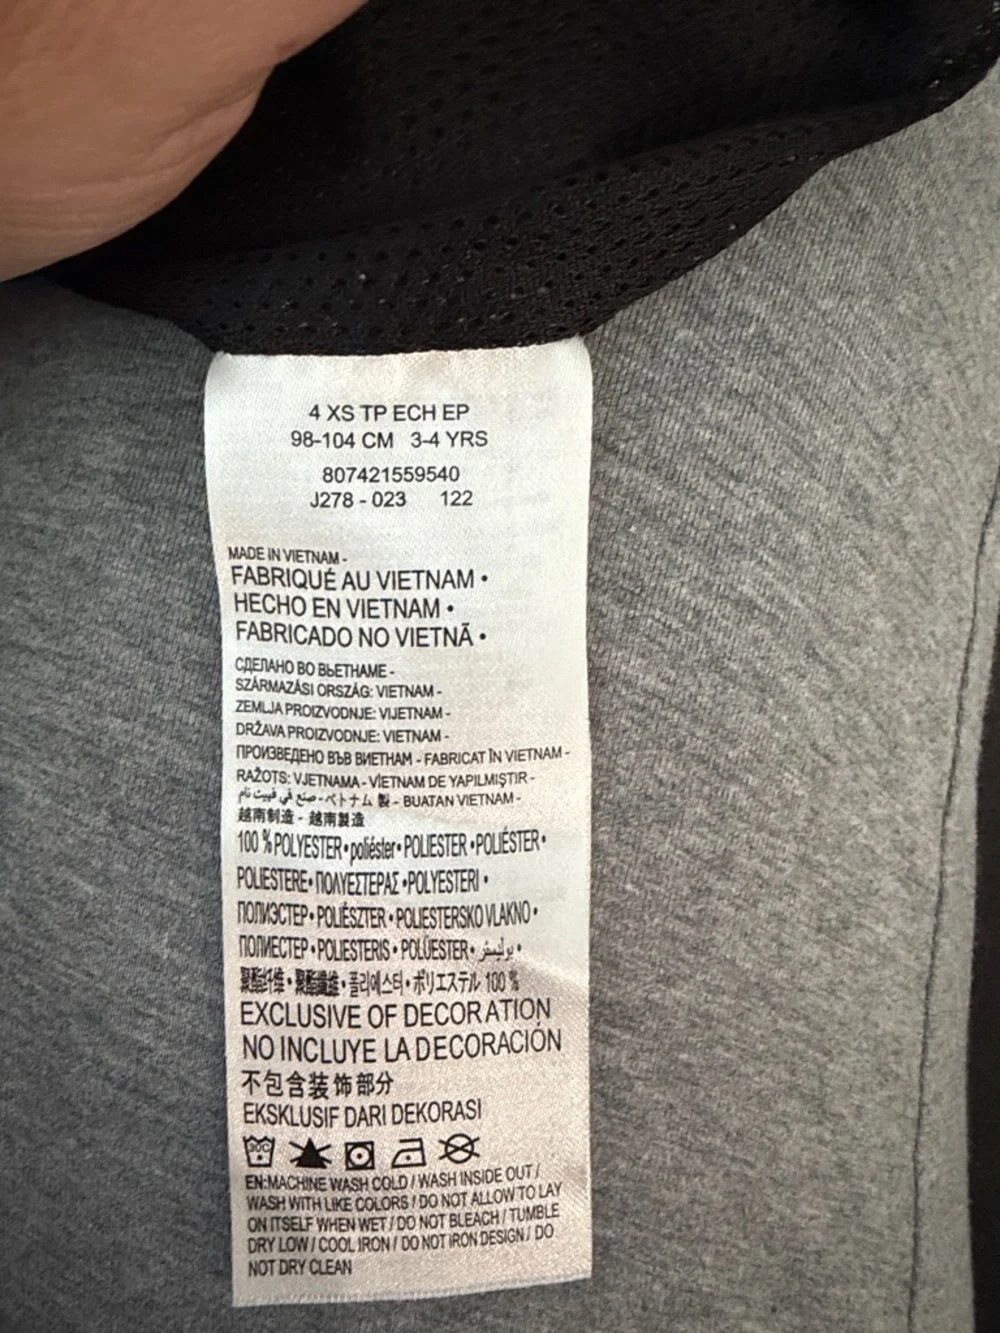 4 XS TP ECH EP
98-104 CM 3-4 YRS
807421559540
J278 - 023 122
MADE IN VIETNAM -
FABRIQUÉ AU VIETNAM •
HECHO EN VIETNAM •
FABRICADO NO VIETNÃ •
СДЕЛАНО ВО ВЬЕТНАМЕ -
SZÁRMAZÁSI ORSZÁG: VIETNAM -
ZEMLJA PROIZVODNJE: VIJETNAM -
DRŽAVA PROIZVODNJE: VIETNAM -
ПРОИЗВЕДЕНО ВЪВ ВИЕТНАМ - FABRICAT ÎN VIETNAM -
RAŽOTS: VJETNAMA - VİETNAM DE YAPILMIŞTIR -
صنع في فييت نام - ベトナム 製 - BUATAN VIETNAM -
越南制造 - 越南製造
100 % POLYESTER • poliéster • POLIESTER • POLIÉSTER •
POLIESTERE • ΠΟΛΥΕΣΤΕΡΑΣ • POLYESTERI •
ПОЛИЭСТЕР • POLIÉSZTER • POLIESTERSKO VLAKNO •
ПОЛИЕСТЕР • POLIESTERIS • POLÜESTER • بوليستر •
聚酯纤维 • 聚酯纖維 • 폴리에스터 • ポリエステル 100 %
EXCLUSIVE OF DECORATION
NO INCLUYE LA DECORACIÓN
不包含装饰部分
EKSKLUSIF DARI DEKORASI
30C
EN:MACHINE WASH COLD / WASH INSIDE OUT /
WASH WITH LIKE COLORS / DO NOT ALLOW TO LAY
ON ITSELF WHEN WET / DO NOT BLEACH / TUMBLE
DRY LOW / COOL IRON / DO NOT IRON DESIGN / DO
NOT DRY CLEAN